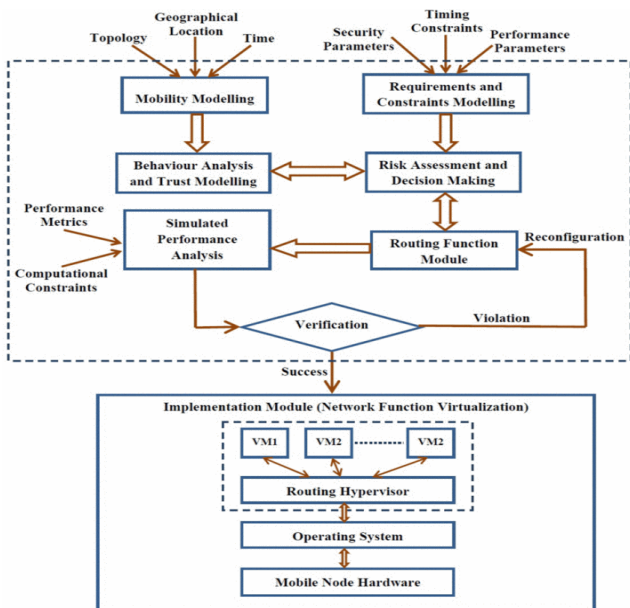 Geographical
Location
Topology
Time
Timing
Constraints
Security
Parameters
Performance
Parameters
Mobility Modelling
Requirements and
Constraints Modelling
Behaviour Analysis
and Trust Modelling
Risk Assessment and
Decision Making
Performance
Metrics
Computational
Constraints
Simulated
Performance
Analysis
Routing Function
Module
Reconfiguration
Verification
Violation
Success
Implementation Module (Network Function Virtualization)
VM1
VM2
VM2
Routing Hypervisor
Operating System
Mobile Node Hardware